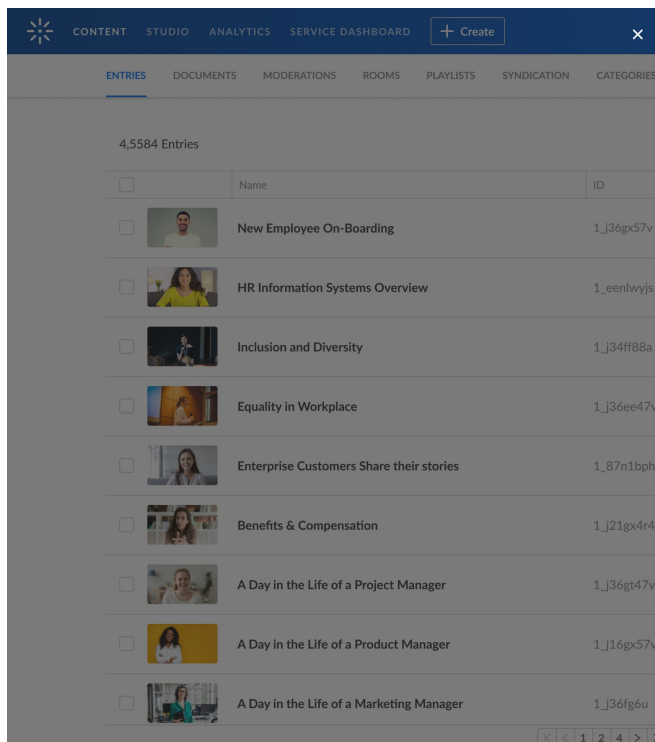 CONTENT STUDIO ANALYTICS SERVICE DASHBOARD + Create ×
ENTRIES DOCUMENTS MODERATIONS ROOMS PLAYLISTS SYNDICATION CATEGORIES
4,5584 Entries
Name ID
New Employee On-Boarding 1_j36gx57v
HR Information Systems Overview 1_eenlwyjs
Inclusion and Diversity 1_j34ff88a
Equality in Workplace 1_j36ee47v
Enterprise Customers Share their stories 1_87n1bph
Benefits & Compensation 1_j21gx4r4
A Day in the Life of a Project Manager 1_j36gt47v
A Day in the Life of a Product Manager 1_j16gx57v
A Day in the Life of a Marketing Manager 1_j36fg6u
K < 1 2 4 >